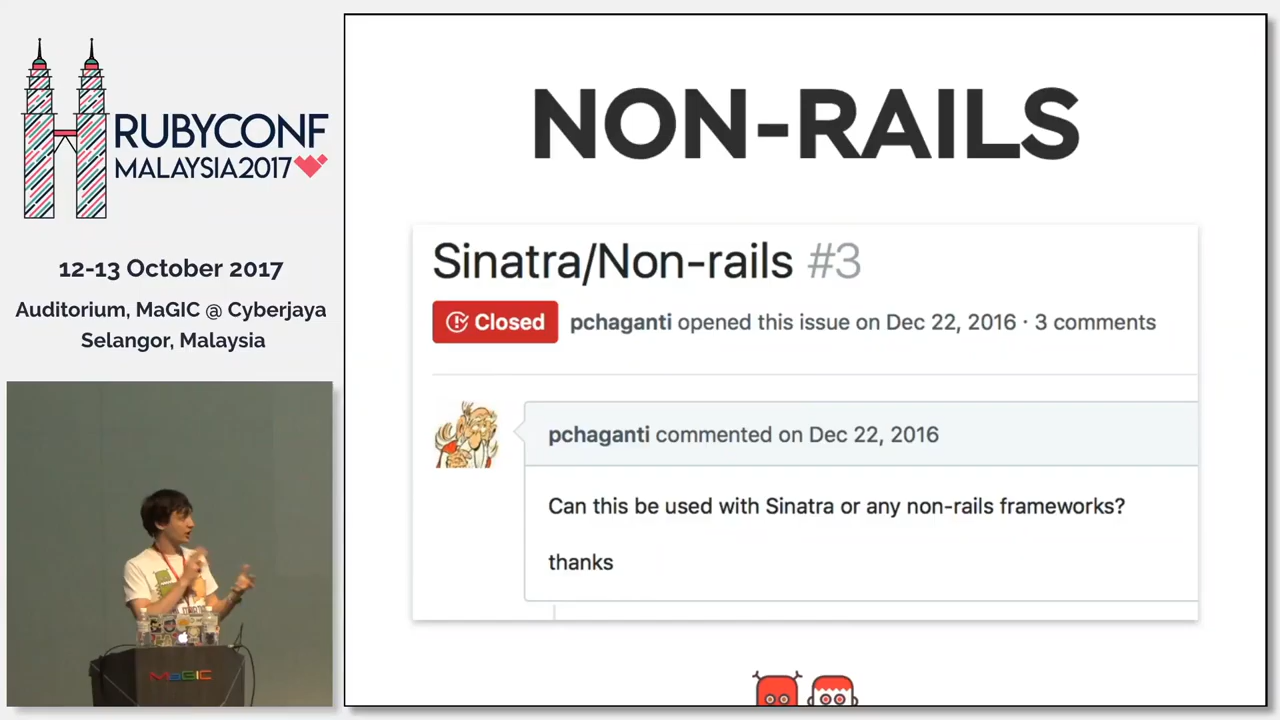 RUBYCONF
MALAYSIA2017
12-13 October 2017
Auditorium, MaGIC @ Cyberjaya
Selangor, Malaysia
MaGIC
NON-RAILS
Sinatra/Non-rails #3
Closed pchaganti opened this issue on Dec 22, 2016 · 3 comments
pchaganti commented on Dec 22, 2016
Can this be used with Sinatra or any non-rails frameworks?
thanks